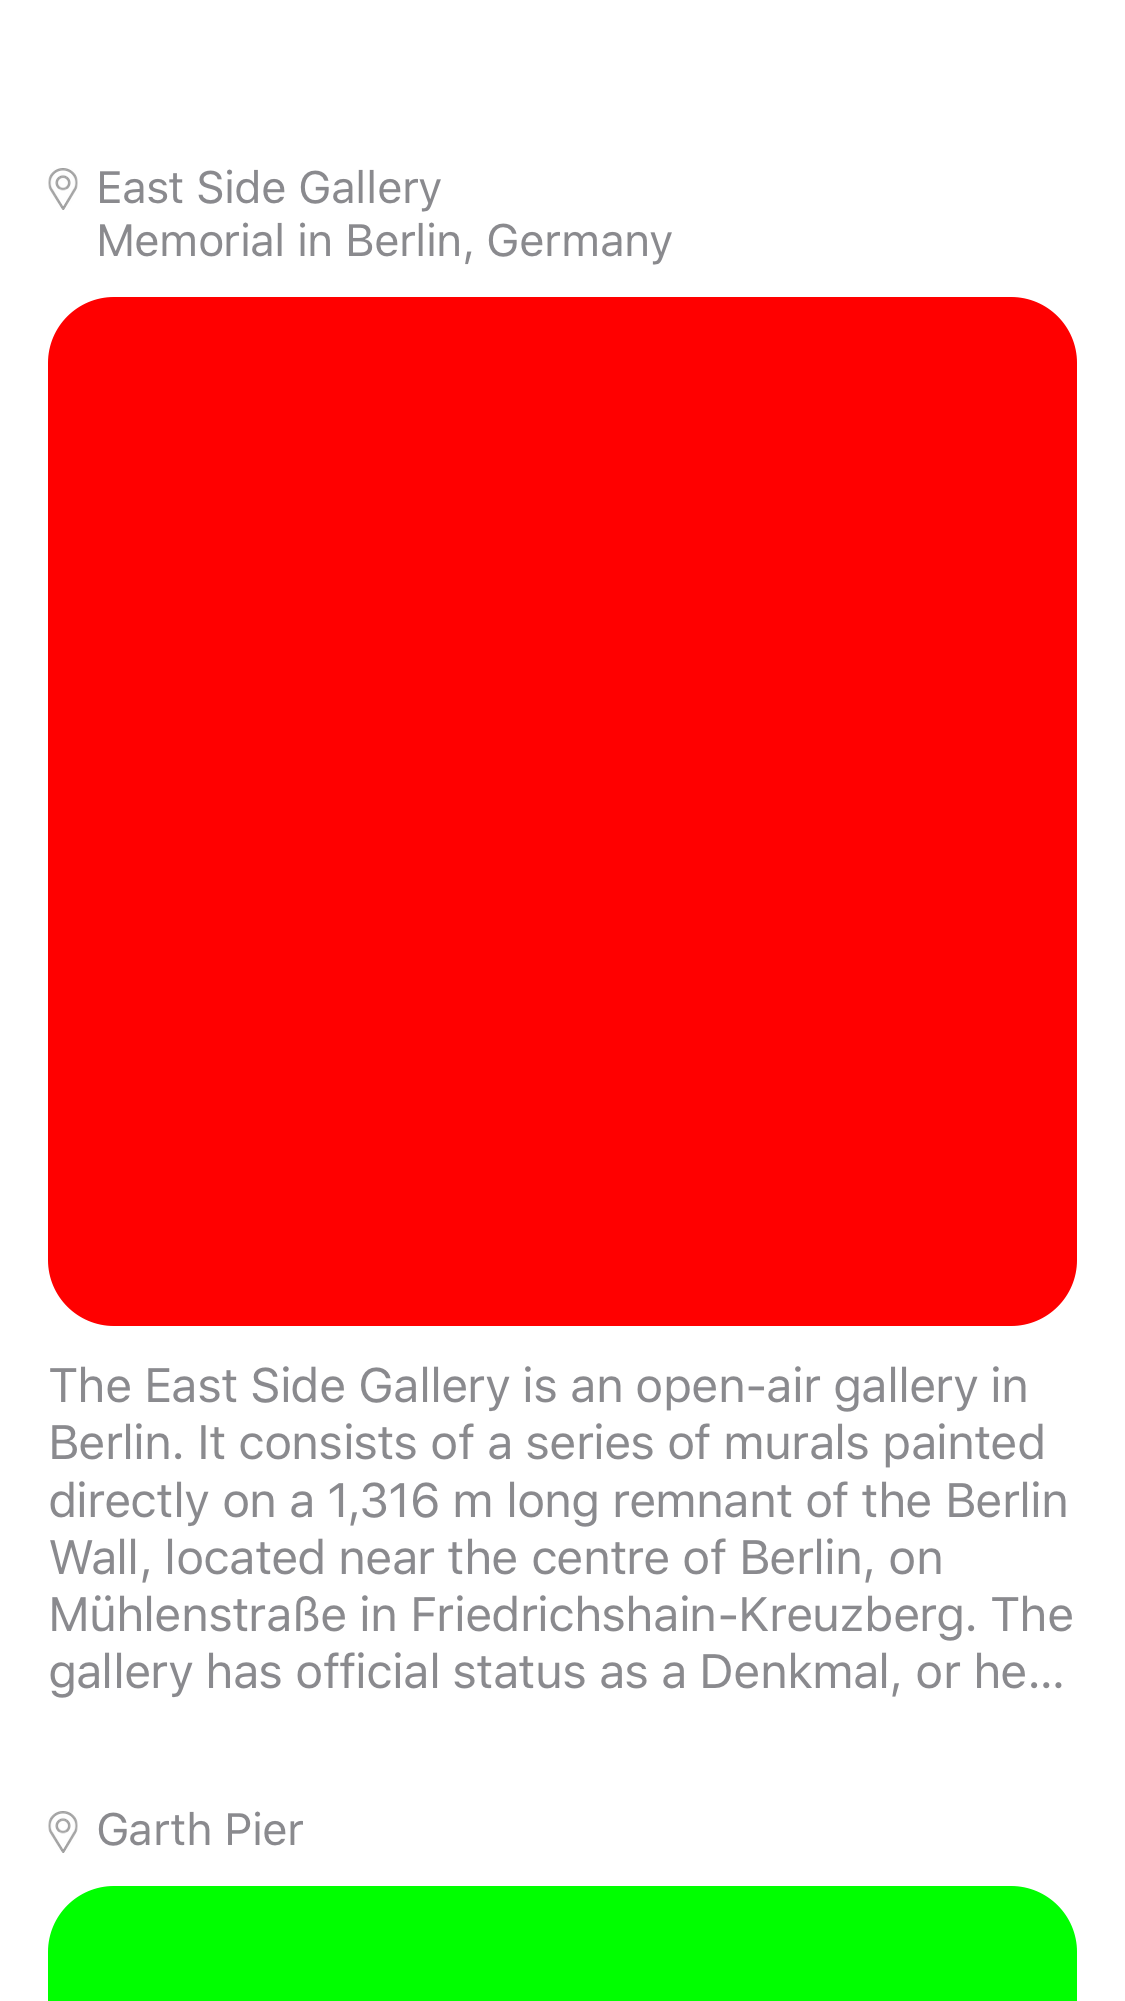 East Side Gallery
Memorial in Berlin, Germany
The East Side Gallery is an open-air gallery in
Berlin. It consists of a series of murals painted
directly on a 1,316 m long remnant of the Berlin
Wall, located near the centre of Berlin, on
Mühlenstraße in Friedrichshain-Kreuzberg. The
gallery has official status as a Denkmal, or he…
Garth Pier